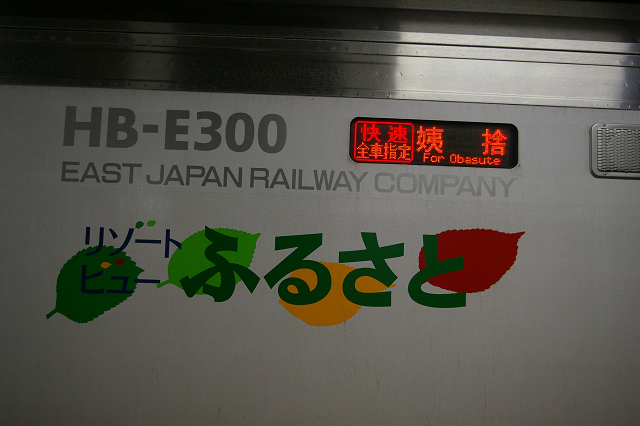 HB-E300
EAST JAPAN RAILWAY COMPANY
快速
全車指定
姨捨
For Obasute
リゾート
ビュー
ふるさと